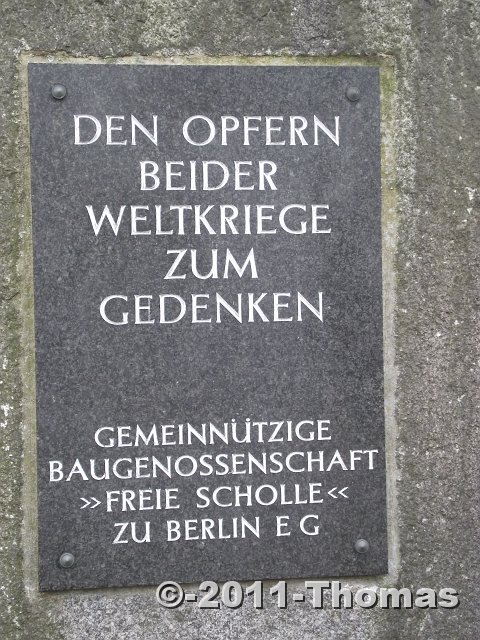 DEN OPFERN
BEIDER
WELTKRIEGE
ZUM
GEDENKEN
GEMEINNÜTZIGE
BAUGENOSSENSCHAFT
»FREIE SCHOLLE«
ZU BERLIN E G
©-2011-Thomas